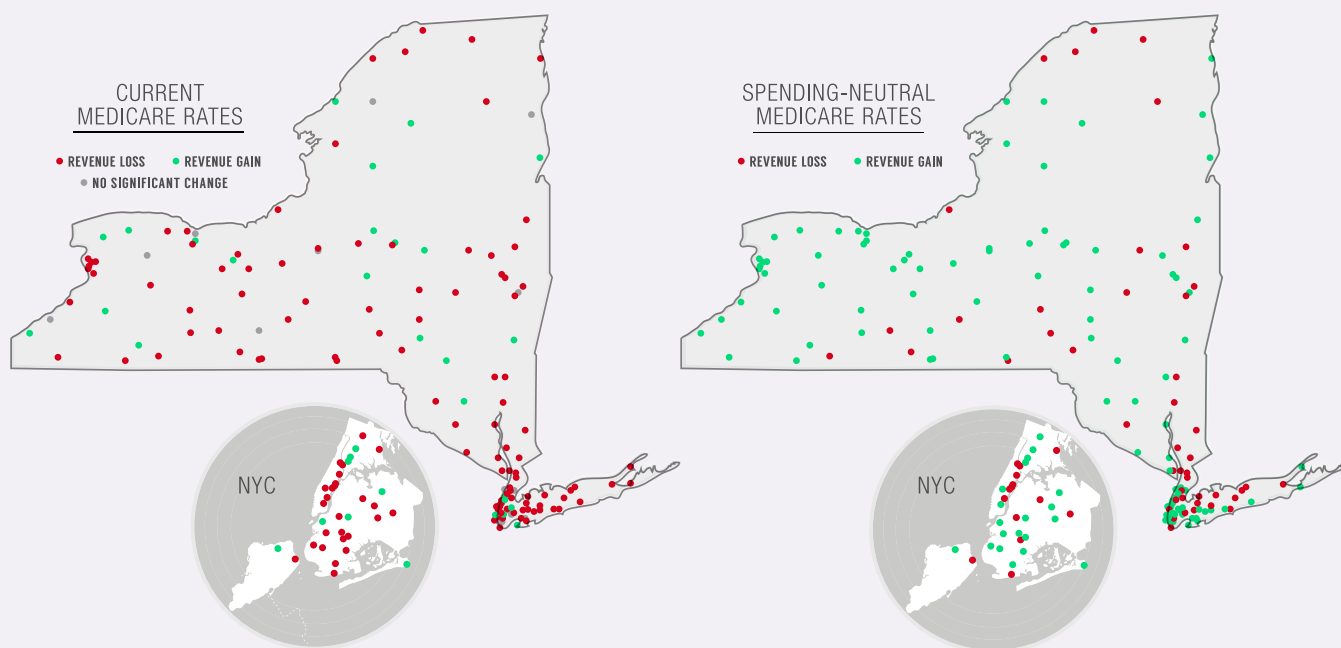 CURRENT
MEDICARE RATES
REVENUE LOSS
REVENUE GAIN
NO SIGNIFICANT CHANGE
NYC
SPENDING-NEUTRAL
MEDICARE RATES
REVENUE LOSS
REVENUE GAIN
NYC